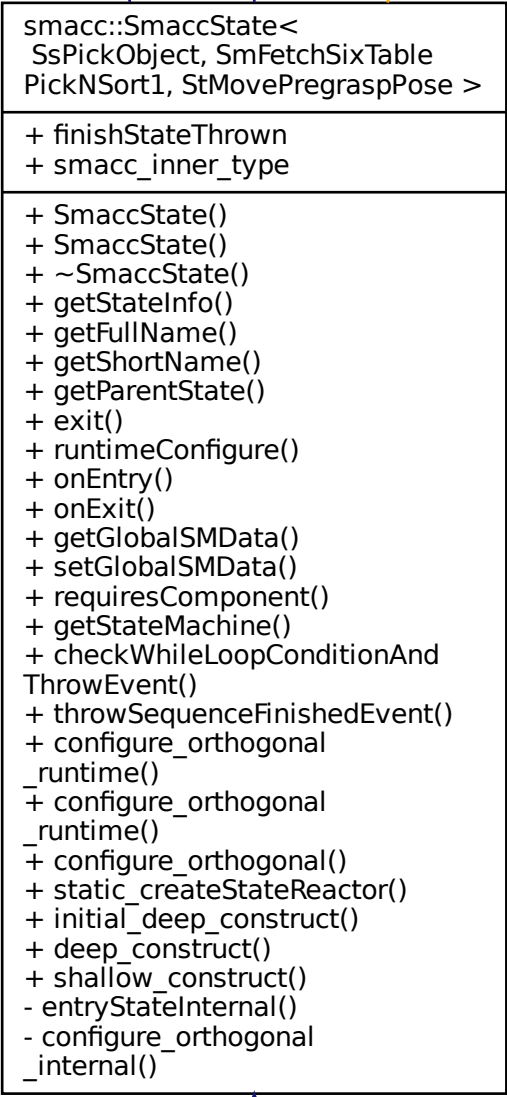 smacc::SmaccState<
SsPickObject, SmFetchSixTable
PickNSort1, StMovePregraspPose >
+ finishStateThrown
+ smacc_inner_type
+ SmaccState()
+ SmaccState()
+ ~SmaccState()
+ getStateInfo()
+ getFullName()
+ getShortName()
+ getParentState()
+ exit()
+ runtimeConfigure()
+ onEntry()
+ onExit()
+ getGlobalSMData()
+ setGlobalSMData()
+ requiresComponent()
+ getStateMachine()
+ checkWhileLoopConditionAnd
ThrowEvent()
+ throwSequenceFinishedEvent()
+ configure_orthogonal
_runtime()
+ configure_orthogonal
_runtime()
+ configure_orthogonal()
+ static_createStateReactor()
+ initial_deep_construct()
+ deep_construct()
+ shallow_construct()
- entryStateInternal()
- configure_orthogonal
_internal()